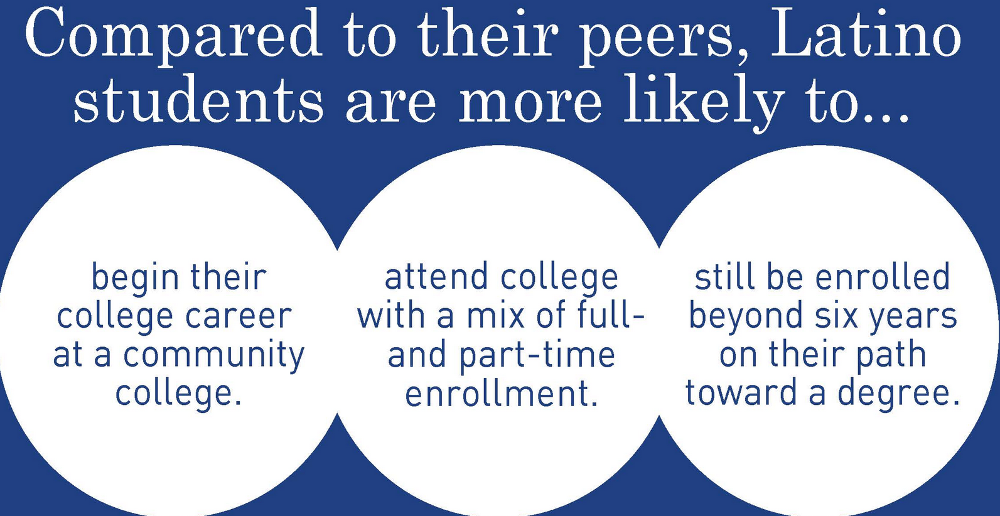 Compared to their peers, Latino
students are more likely to...
begin their
college career
at a community
college.
attend college
with a mix of full-
and part-time
enrollment.
still be enrolled
beyond six years
on their path
toward a degree.